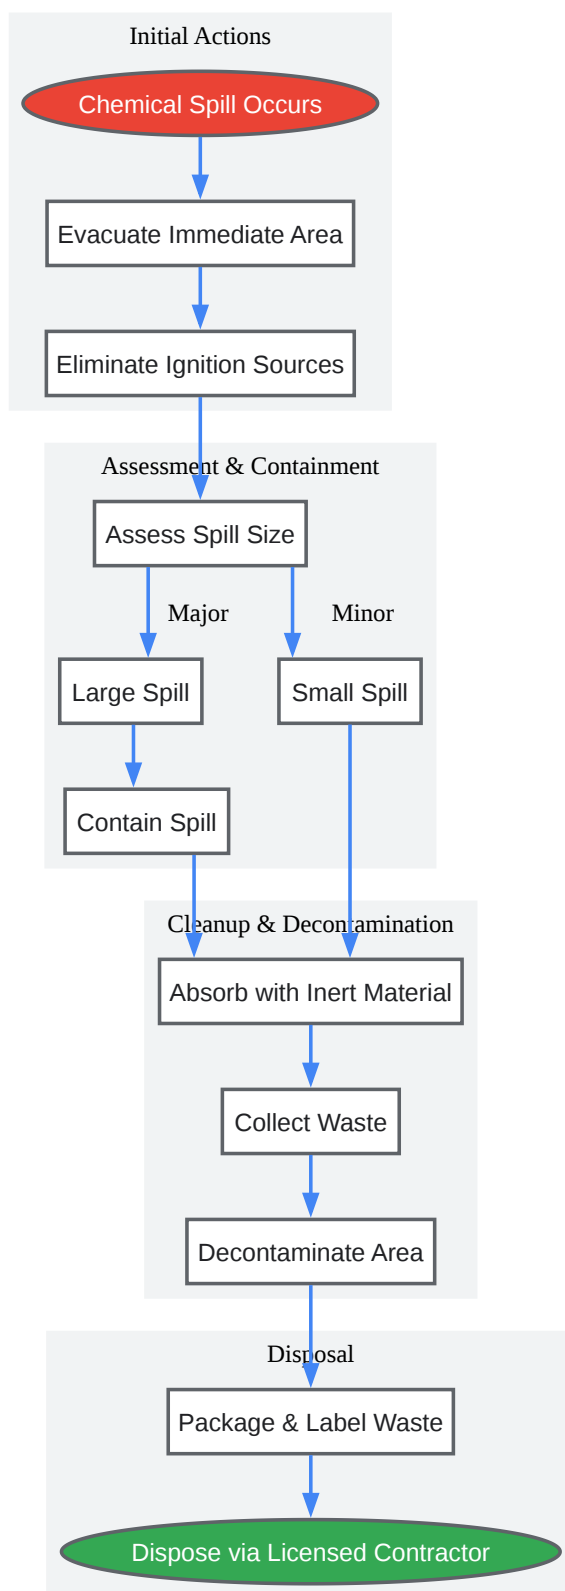 Initial Actions
Chemical Spill Occurs
Evacuate Immediate Area
Eliminate Ignition Sources
Assessment & Containment
Assess Spill Size
Major
Minor
Large Spill
Small Spill
Contain Spill
Cleanup & Decontamination
Absorb with Inert Material
Collect Waste
Decontaminate Area
Disposal
Package & Label Waste
Dispose via Licensed Contractor